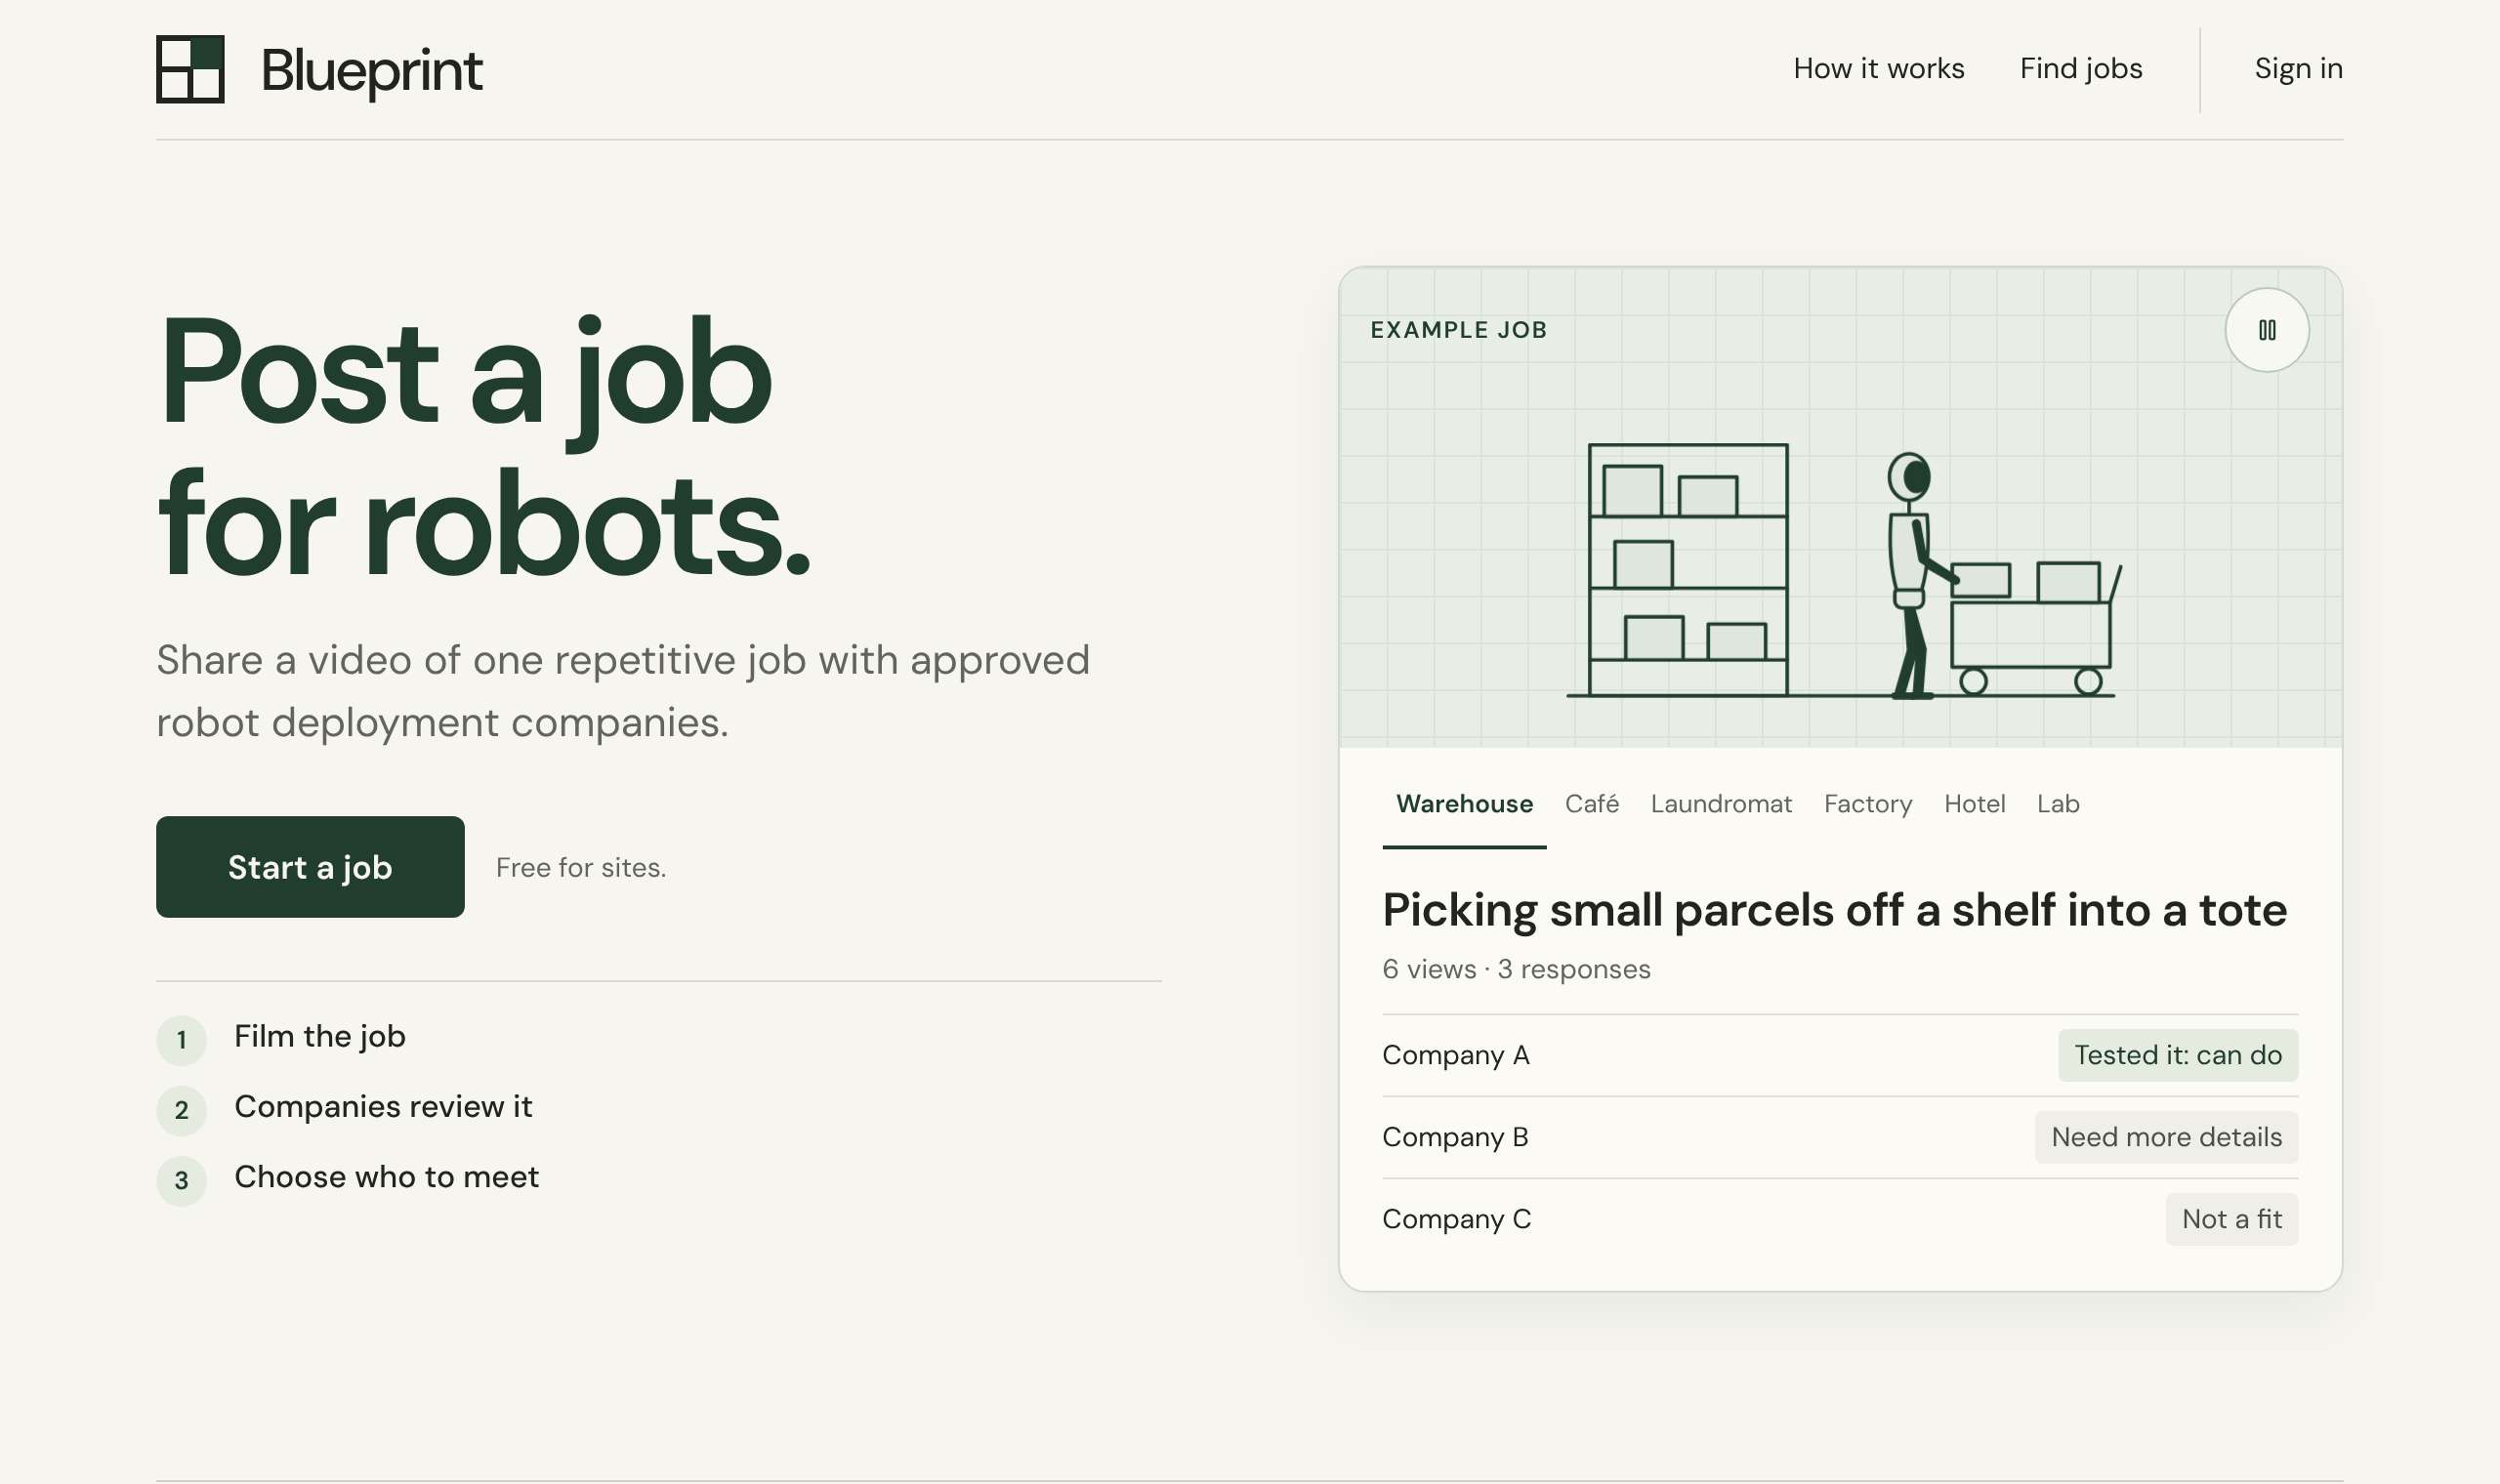 Blueprint
How it works
Find jobs
Sign in
Post a job
for robots.
Share a video of one repetitive job with approved
robot deployment companies.
Start a job
Free for sites.
1 Film the job
2 Companies review it
3 Choose who to meet
EXAMPLE JOB
Warehouse Café Laundromat Factory Hotel Lab
Picking small parcels off a shelf into a tote
6 views · 3 responses
Company A Tested it: can do
Company B Need more details
Company C Not a fit